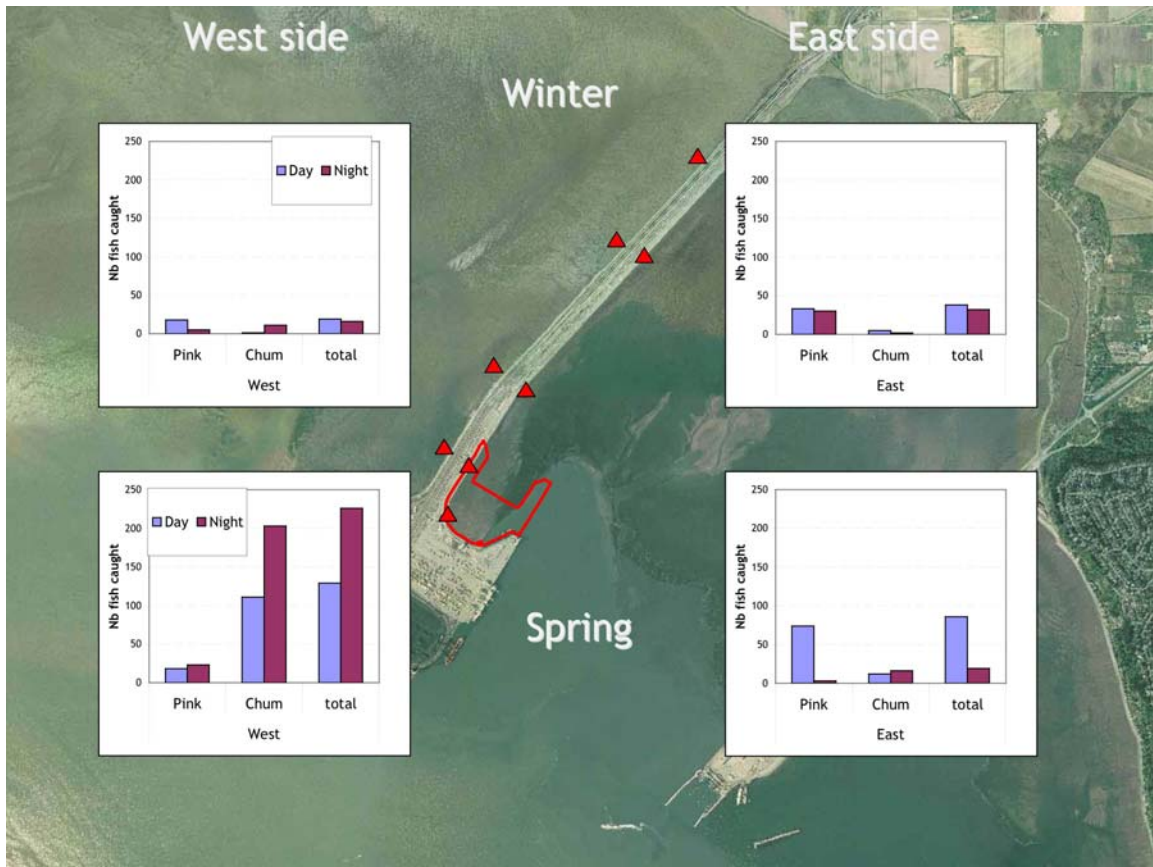 West side
East side
Winter
Nb fish caught
250
200
150
100
50
0
Day Night
Pink Chum total
West
Nb fish caught
250
200
150
100
50
0
Pink Chum total
East
Nb fish caught
250
200
150
100
50
0
Day Night
Pink Chum total
West
Spring
Nb fish caught
250
200
150
100
50
0
Pink Chum total
East